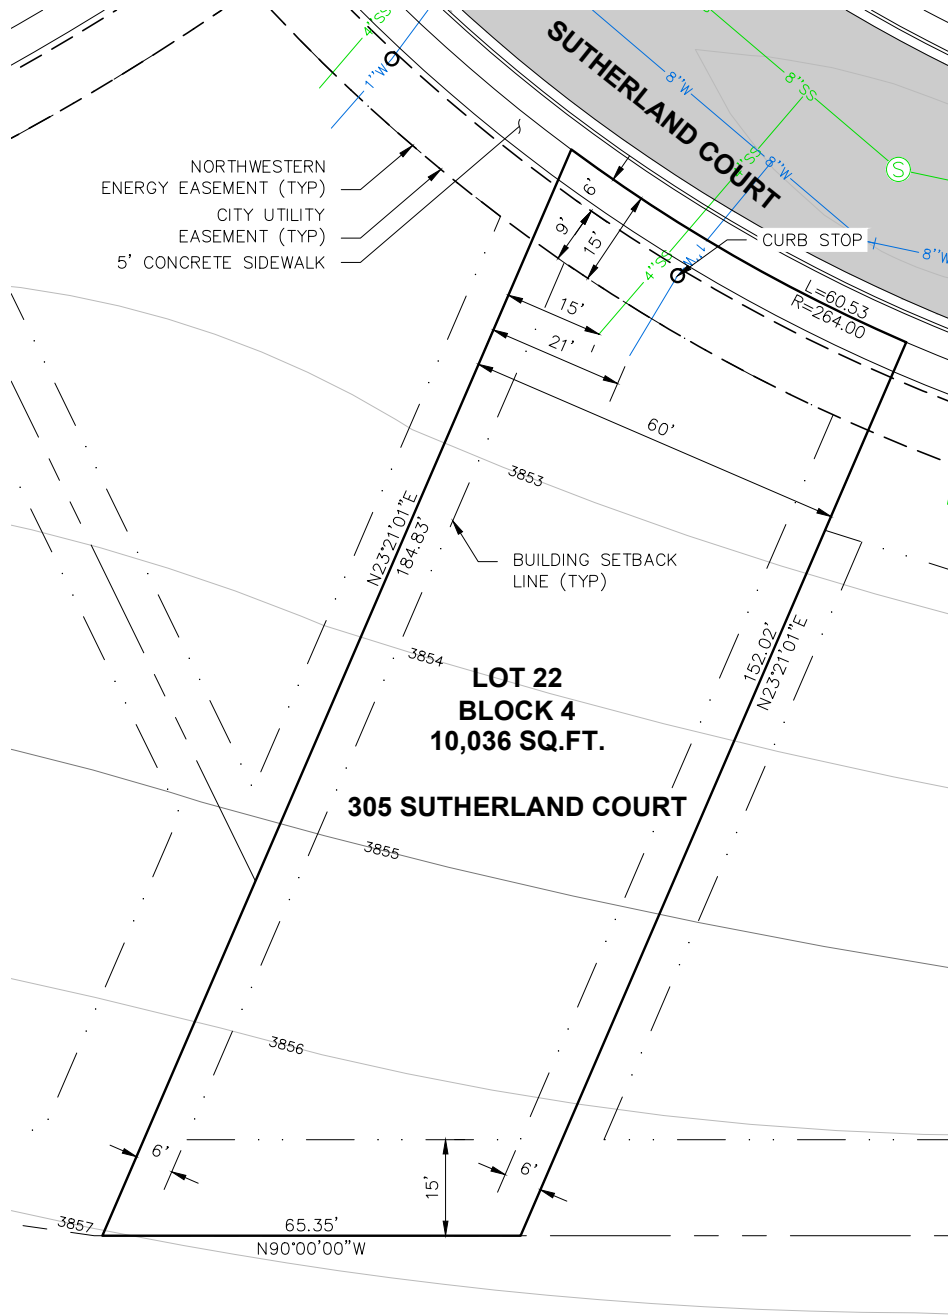 4"SS
1"W
SUTHERLAND COURT
8"W
8"SS
S
NORTHWESTERN
ENERGY EASEMENT (TYP)
CITY UTILITY
EASEMENT (TYP)
5' CONCRETE SIDEWALK
6'
9'
15'
4"SS
8"W
8"W
8"W
CURB STOP
4"SS
1"W
L=60.53
R=264.00
15'
21'
60'
3853
N23°21'01"E
184.83'
BUILDING SETBACK
LINE (TYP)
3854
152.02'
N23°21'01"E
LOT 22
BLOCK 4
10,036 SQ.FT.
305 SUTHERLAND COURT
3855
3856
6'
15'
6'
3857
65.35'
N90°00'00"W